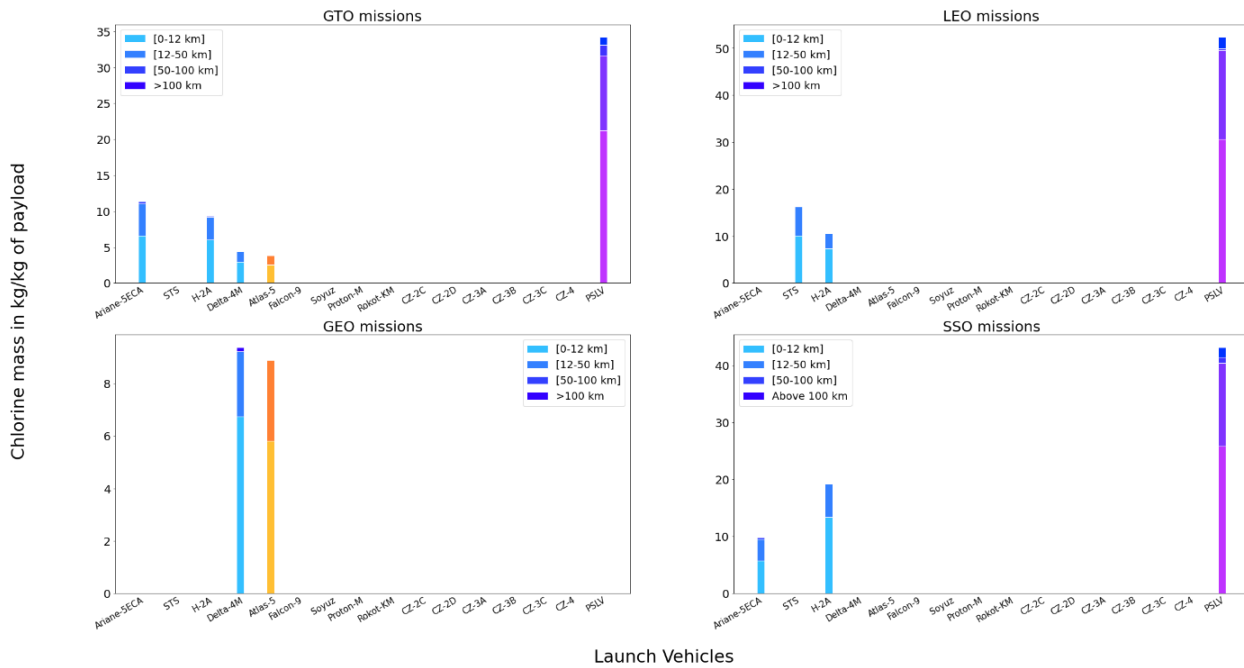 GTO missions
35
30
25
20
15
10
5
0
[0-12 km]
[12-50 km]
[50-100 km]
>100 km
Ariane-5ECA
STS
H-2A
Delta-4M
Atlas-5
Falcon-9
Soyuz
Proton-M
Rokot-KM
CZ-2C
CZ-2D
CZ-3A
CZ-3B
CZ-3C
CZ-4
PSLV
LEO missions
50
40
30
20
10
0
[0-12 km]
[12-50 km]
[50-100 km]
>100 km
Ariane-5ECA
STS
H-2A
Delta-4M
Atlas-5
Falcon-9
Soyuz
Proton-M
Rokot-KM
CZ-2C
CZ-2D
CZ-3A
CZ-3B
CZ-3C
CZ-4
PSLV
Chlorine mass in kg/kg of payload
GEO missions
8
6
4
2
0
[0-12 km]
[12-50 km]
[50-100 km]
>100 km
Ariane-5ECA
STS
H-2A
Delta-4M
Atlas-5
Falcon-9
Soyuz
Proton-M
Rokot-KM
CZ-2C
CZ-2D
CZ-3A
CZ-3B
CZ-3C
CZ-4
PSLV
SSO missions
40
30
20
10
0
[0-12 km]
[12-50 km]
[50-100 km]
Above 100 km
Ariane-5ECA
STS
H-2A
Delta-4M
Atlas-5
Falcon-9
Soyuz
Proton-M
Rokot-KM
CZ-2C
CZ-2D
CZ-3A
CZ-3B
CZ-3C
CZ-4
PSLV
Launch Vehicles